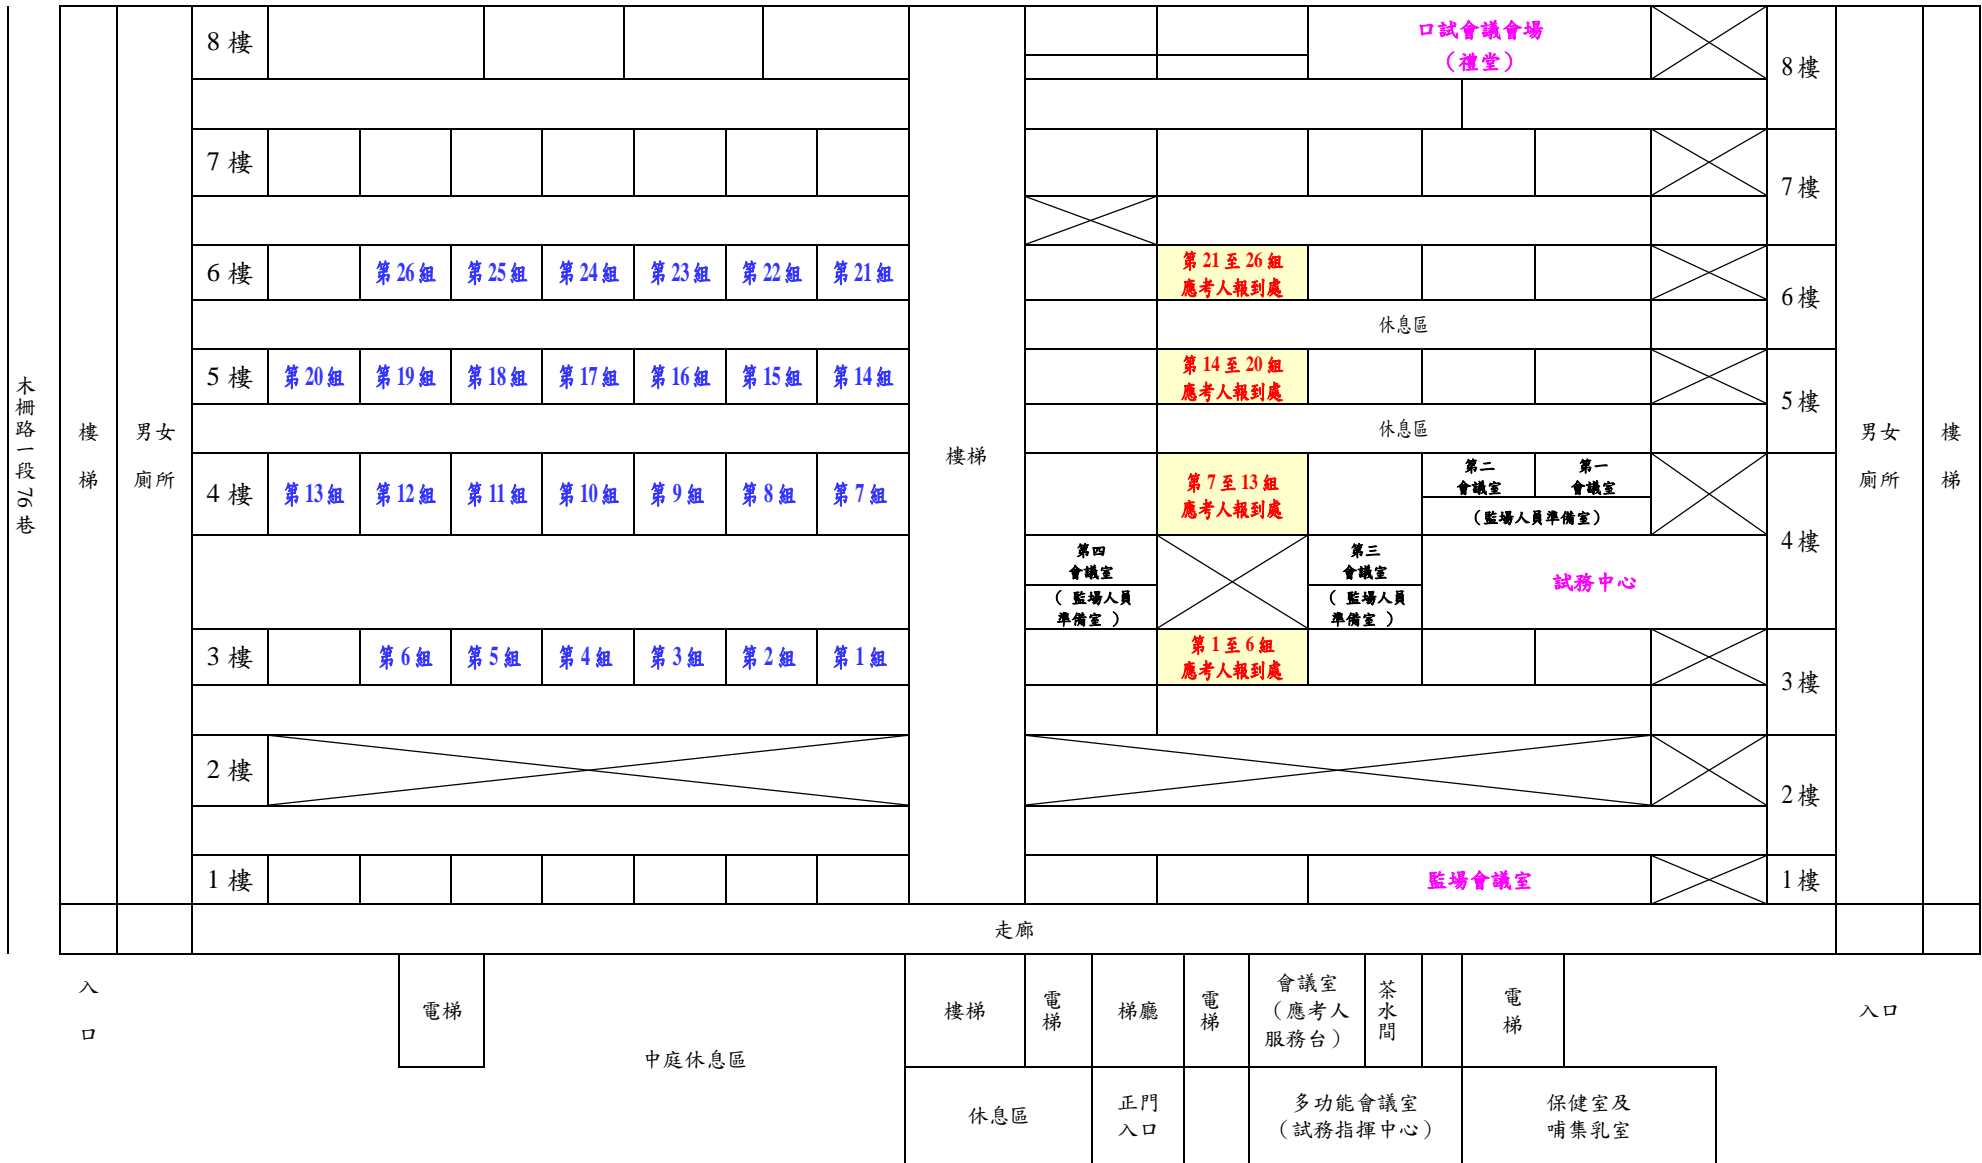 8 樓
口試會議會場
（禮堂）
8 樓
7 樓
7 樓
6 樓
第 26 組
第 25 組
第 24 組
第 23 組
第 22 組
第 21 組
第 21 至 26 組
應考人報到處
6 樓
休息區
5 樓
第 20 組
第 19 組
第 18 組
第 17 組
第 16 組
第 15 組
第 14 組
第 14 至 20 組
應考人報到處
5 樓
休息區
木柵路一段 76 巷
樓梯
男女
廁所
樓梯
男女
廁所
樓梯
4 樓
第 13 組
第 12 組
第 11 組
第 10 組
第 9 組
第 8 組
第 7 組
第 7 至 13 組
應考人報到處
第二
會議室
第一
會議室
（監場人員準備室）
4 樓
第四
會議室
（ 監場人員
準備室 ）
第三
會議室
（ 監場人員
準備室 ）
試務中心
3 樓
第 6 組
第 5 組
第 4 組
第 3 組
第 2 組
第 1 組
第 1 至 6 組
應考人報到處
3 樓
2 樓
2 樓
1 樓
監場會議室
1 樓
走廊
入口
電梯
中庭休息區
樓梯
電梯
梯廳
電梯
會議室
（應考人
服務台）
茶水間
電梯
入口
休息區
正門
入口
多功能會議室
（試務指揮中心）
保健室及
哺集乳室